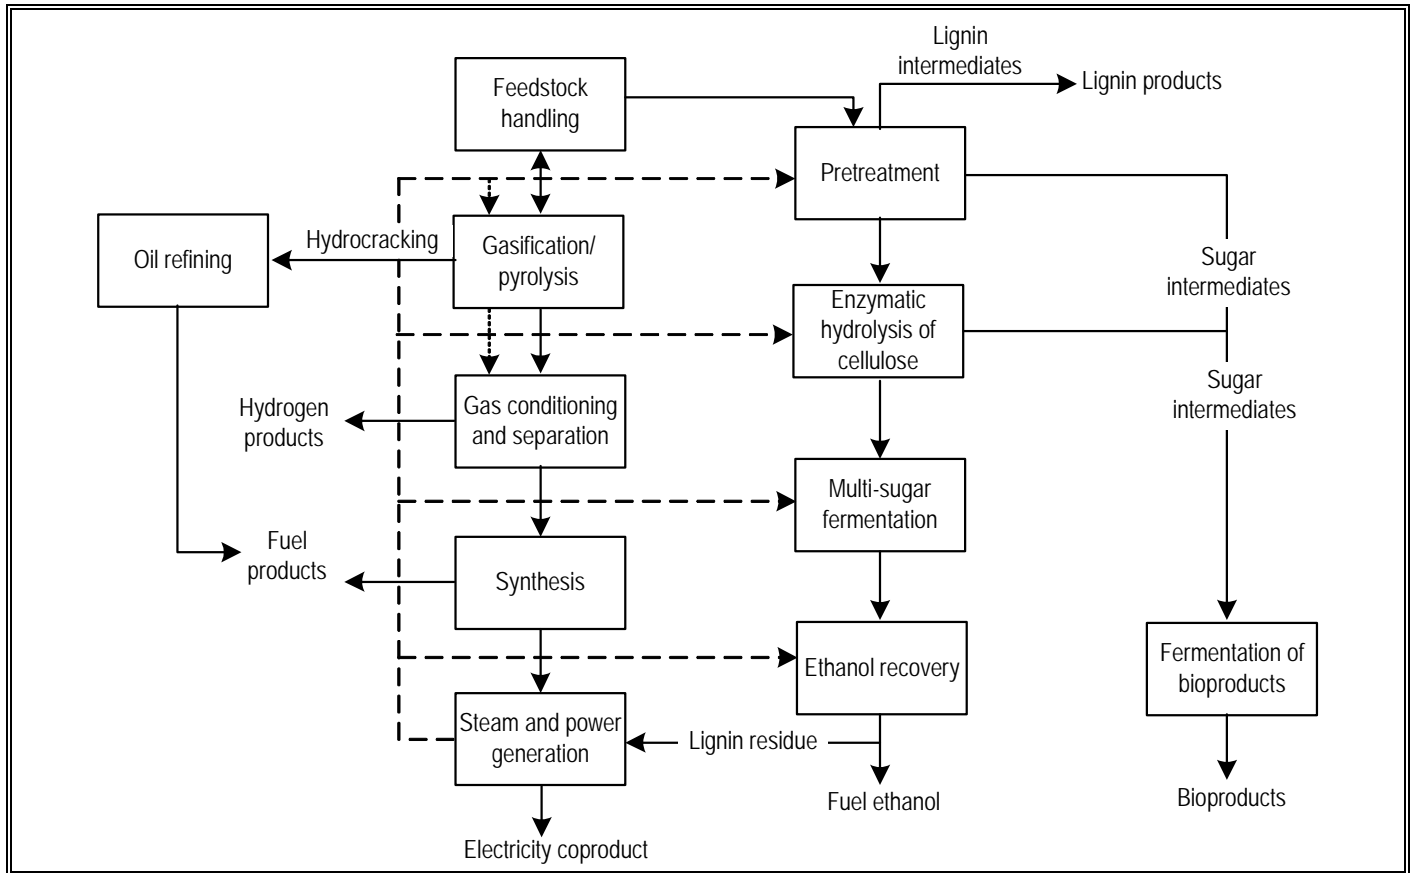 Lignin
intermediates
Lignin products
Feedstock
handling
Pretreatment
Hydrocracking
Oil refining
Gasification/
pyrolysis
Sugar
intermediates
Enzymatic
hydrolysis of
cellulose
Sugar
intermediates
Hydrogen
products
Gas conditioning
and separation
Multi-sugar
fermentation
Fuel
products
Synthesis
Ethanol recovery
Fermentation of
bioproducts
Steam and power
generation
Lignin residue
Fuel ethanol
Bioproducts
Electricity coproduct